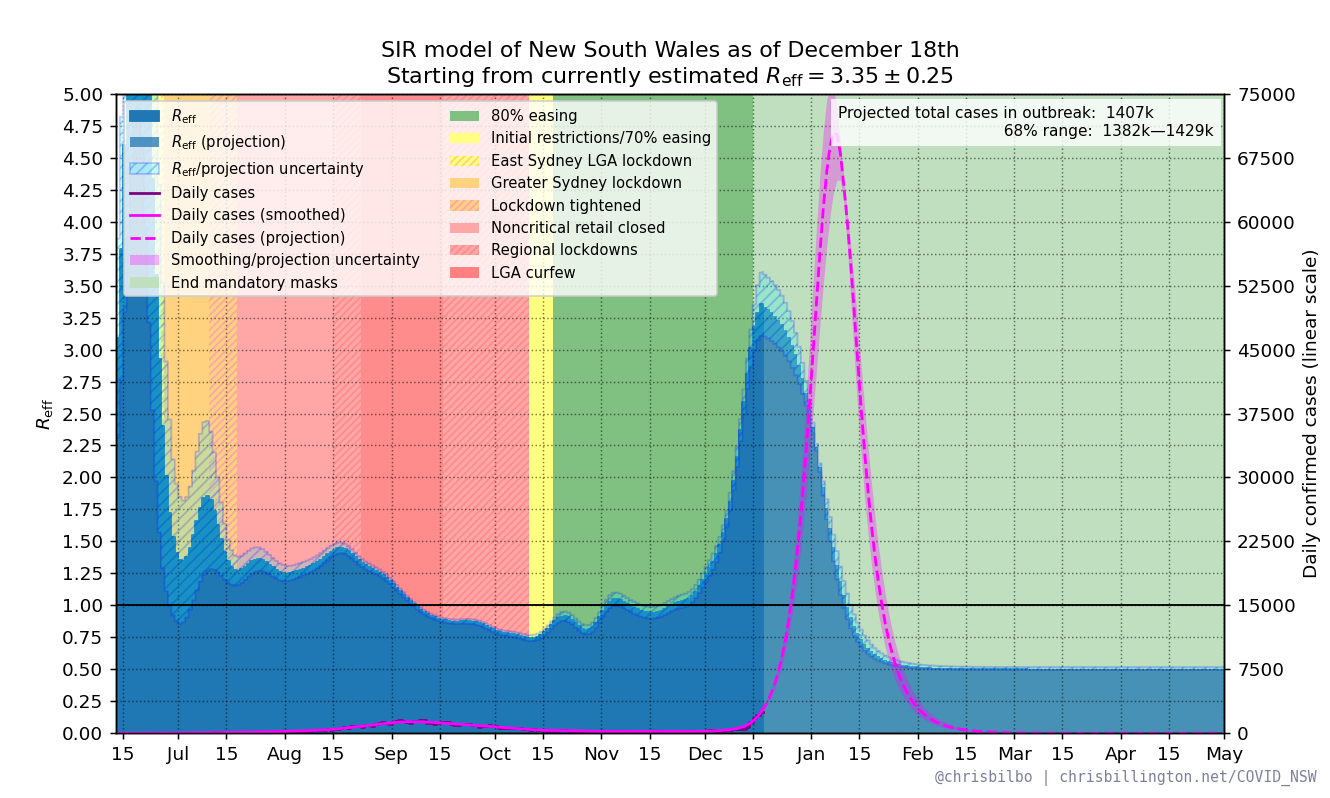 SIR model of New South Wales as of December 18th
Starting from currently estimated R_eff = 3.35 ± 0.25
5.00
4.75
4.50
4.25
4.00
3.75
3.50
3.25
3.00
2.75
2.50
2.25
2.00
1.75
1.50
1.25
1.00
0.75
0.50
0.25
0.00
R_eff
R_eff
R_eff (projection)
R_eff/projection uncertainty
Daily cases
Daily cases (smoothed)
Daily cases (projection)
Smoothing/projection uncertainty
End mandatory masks
80% easing
Initial restrictions/70% easing
East Sydney LGA lockdown
Greater Sydney lockdown
Lockdown tightened
Noncritical retail closed
Regional lockdowns
LGA curfew
Projected total cases in outbreak: 1407k
68% range: 1382k—1429k
75000
67500
60000
52500
45000
37500
30000
22500
15000
7500
0
Daily confirmed cases (linear scale)
15 Jul 15 Aug 15 Sep 15 Oct 15 Nov 15 Dec 15 Jan 15 Feb 15 Mar 15 Apr 15 May
@chrisbilbo | chrisbillington.net/COVID_NSW